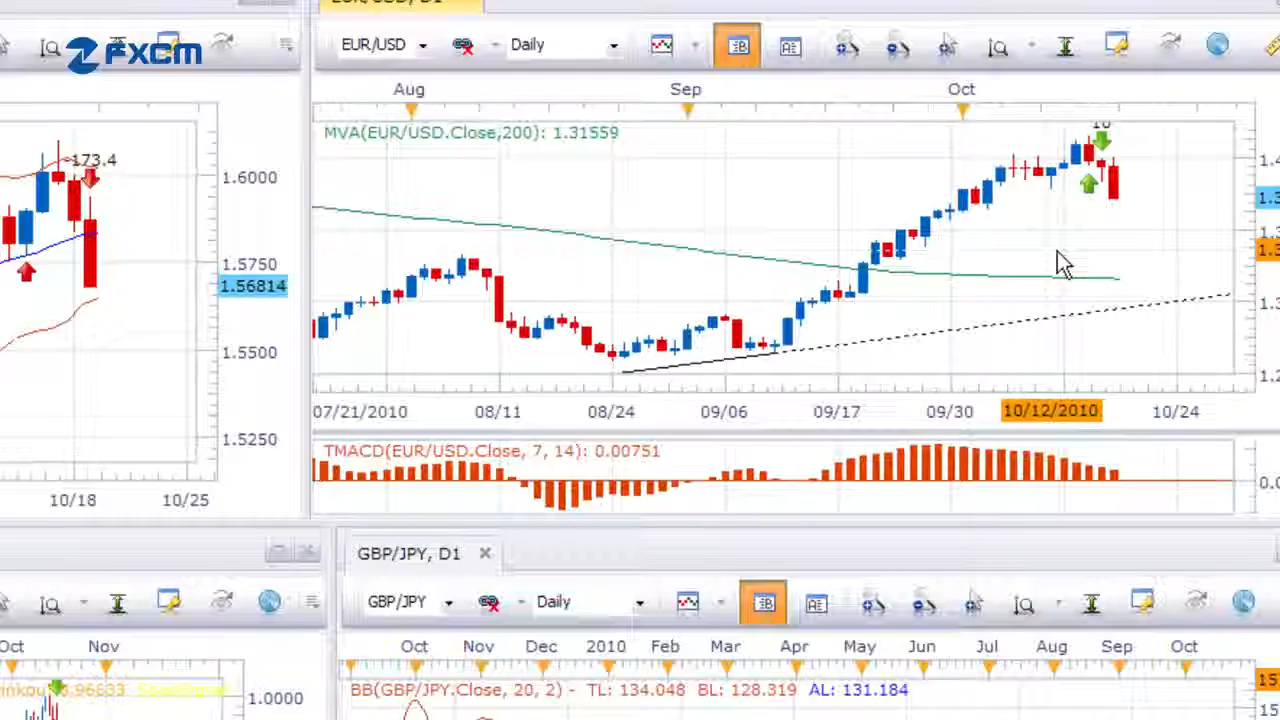 EUR/USD, D1
FXCM
EUR/USD
Daily
Aug
Sep
Oct
MVA(EUR/USD.Close,200): 1.31559
173.4
1.6000
1.5750
1.56814
1.5500
1.5250
10/18
10/25
07/21/2010
08/11
08/24
09/06
09/17
09/30
10/12/2010
10/24
TMACD(EUR/USD.Close, 7, 14): 0.00751
GBP/JPY, D1
GBP/JPY
Daily
Oct
Nov
Oct
Nov
Dec
2010
Feb
Mar
Apr
May
Jun
Jul
Aug
Sep
Oct
1.0000
BB(GBP/JPY.Close, 20, 2) - TL: 134.048 BL: 128.319 AL: 131.184